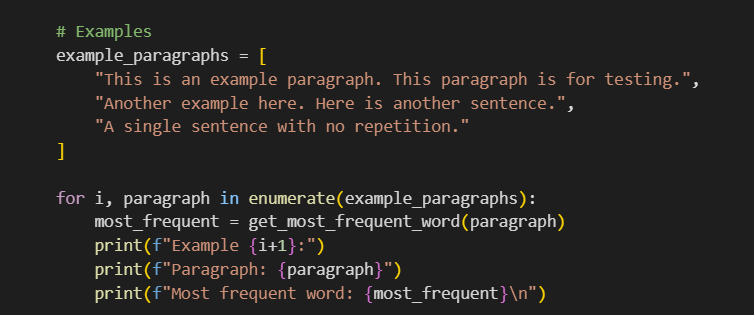 # Examples
example_paragraphs = [
    "This is an example paragraph. This paragraph is for testing.",
    "Another example here. Here is another sentence.",
    "A single sentence with no repetition."
]

for i, paragraph in enumerate(example_paragraphs):
    most_frequent = get_most_frequent_word(paragraph)
    print(f"Example {i+1}:")
    print(f"Paragraph: {paragraph}")
    print(f"Most frequent word: {most_frequent}\n")